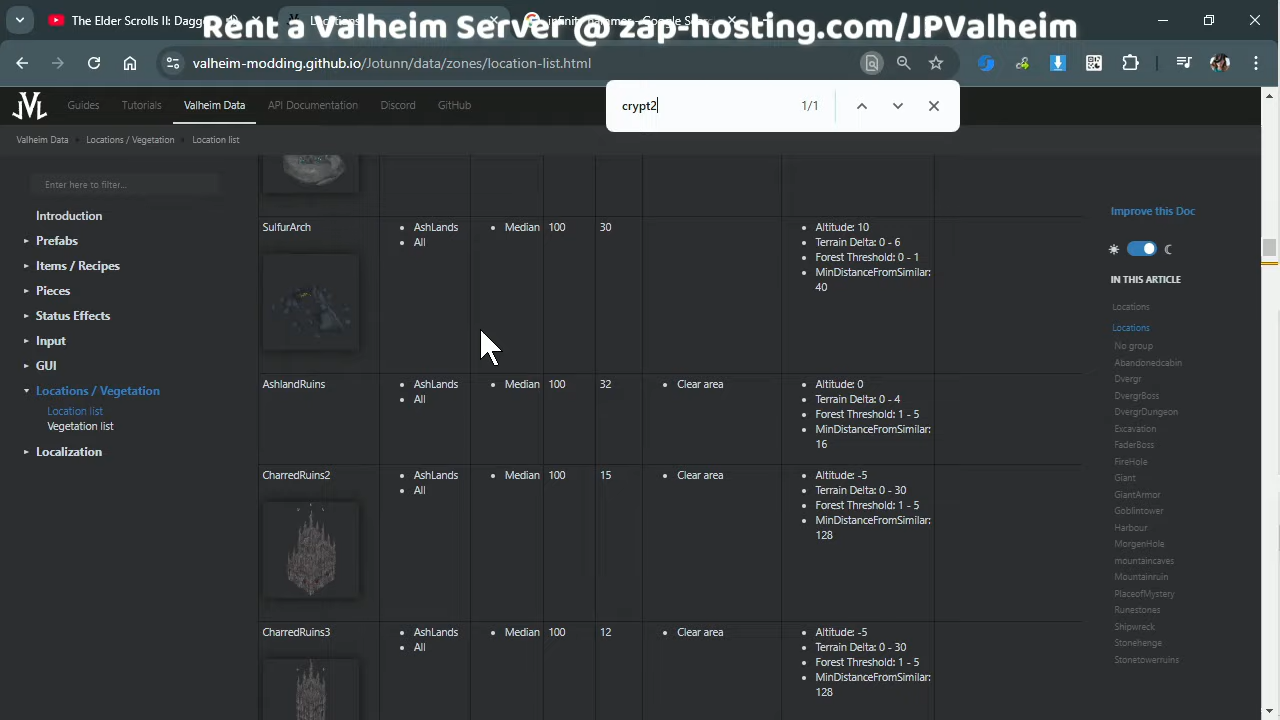 The Elder Scrolls II: Dagge
Locations
Rent a Valheim Server @ zap-hosting.com/JPValheim
valheim-modding.github.io/Jotunn/data/zones/location-list.html
crypt2
1/1
Guides
Tutorials
Valheim Data
API Documentation
Discord
GitHub
Valheim Data
Locations / Vegetation
Location list
Enter here to filter...
Introduction
Prefabs
Items / Recipes
Pieces
Status Effects
Input
GUI
Locations / Vegetation
Location list
Vegetation list
Localization
SulfurArch
AshLands
All
Median
100
30
Altitude: 10
Terrain Delta: 0 - 6
Forest Threshold: 0 - 1
MinDistanceFromSimilar:
40
AshlandRuins
AshLands
All
Median
100
32
Clear area
Altitude: 0
Terrain Delta: 0 - 4
Forest Threshold: 1 - 5
MinDistanceFromSimilar:
16
CharredRuins2
AshLands
All
Median
100
15
Clear area
Altitude: -5
Terrain Delta: 0 - 30
Forest Threshold: 1 - 5
MinDistanceFromSimilar:
128
CharredRuins3
AshLands
All
Median
100
12
Clear area
Altitude: -5
Terrain Delta: 0 - 30
Forest Threshold: 1 - 5
MinDistanceFromSimilar:
128
Improve this Doc
IN THIS ARTICLE
Locations
Locations
No group
Abandonedcabin
Dvergr
DvergrBoss
DvergrDungeon
Excavation
FaderBoss
FireHole
Giant
GiantArmor
Goblintower
Harbour
MorgenHole
mountaincaves
Mountainruin
PlaceofMystery
Runestones
Shipwreck
Stonehenge
Stonetowerruins